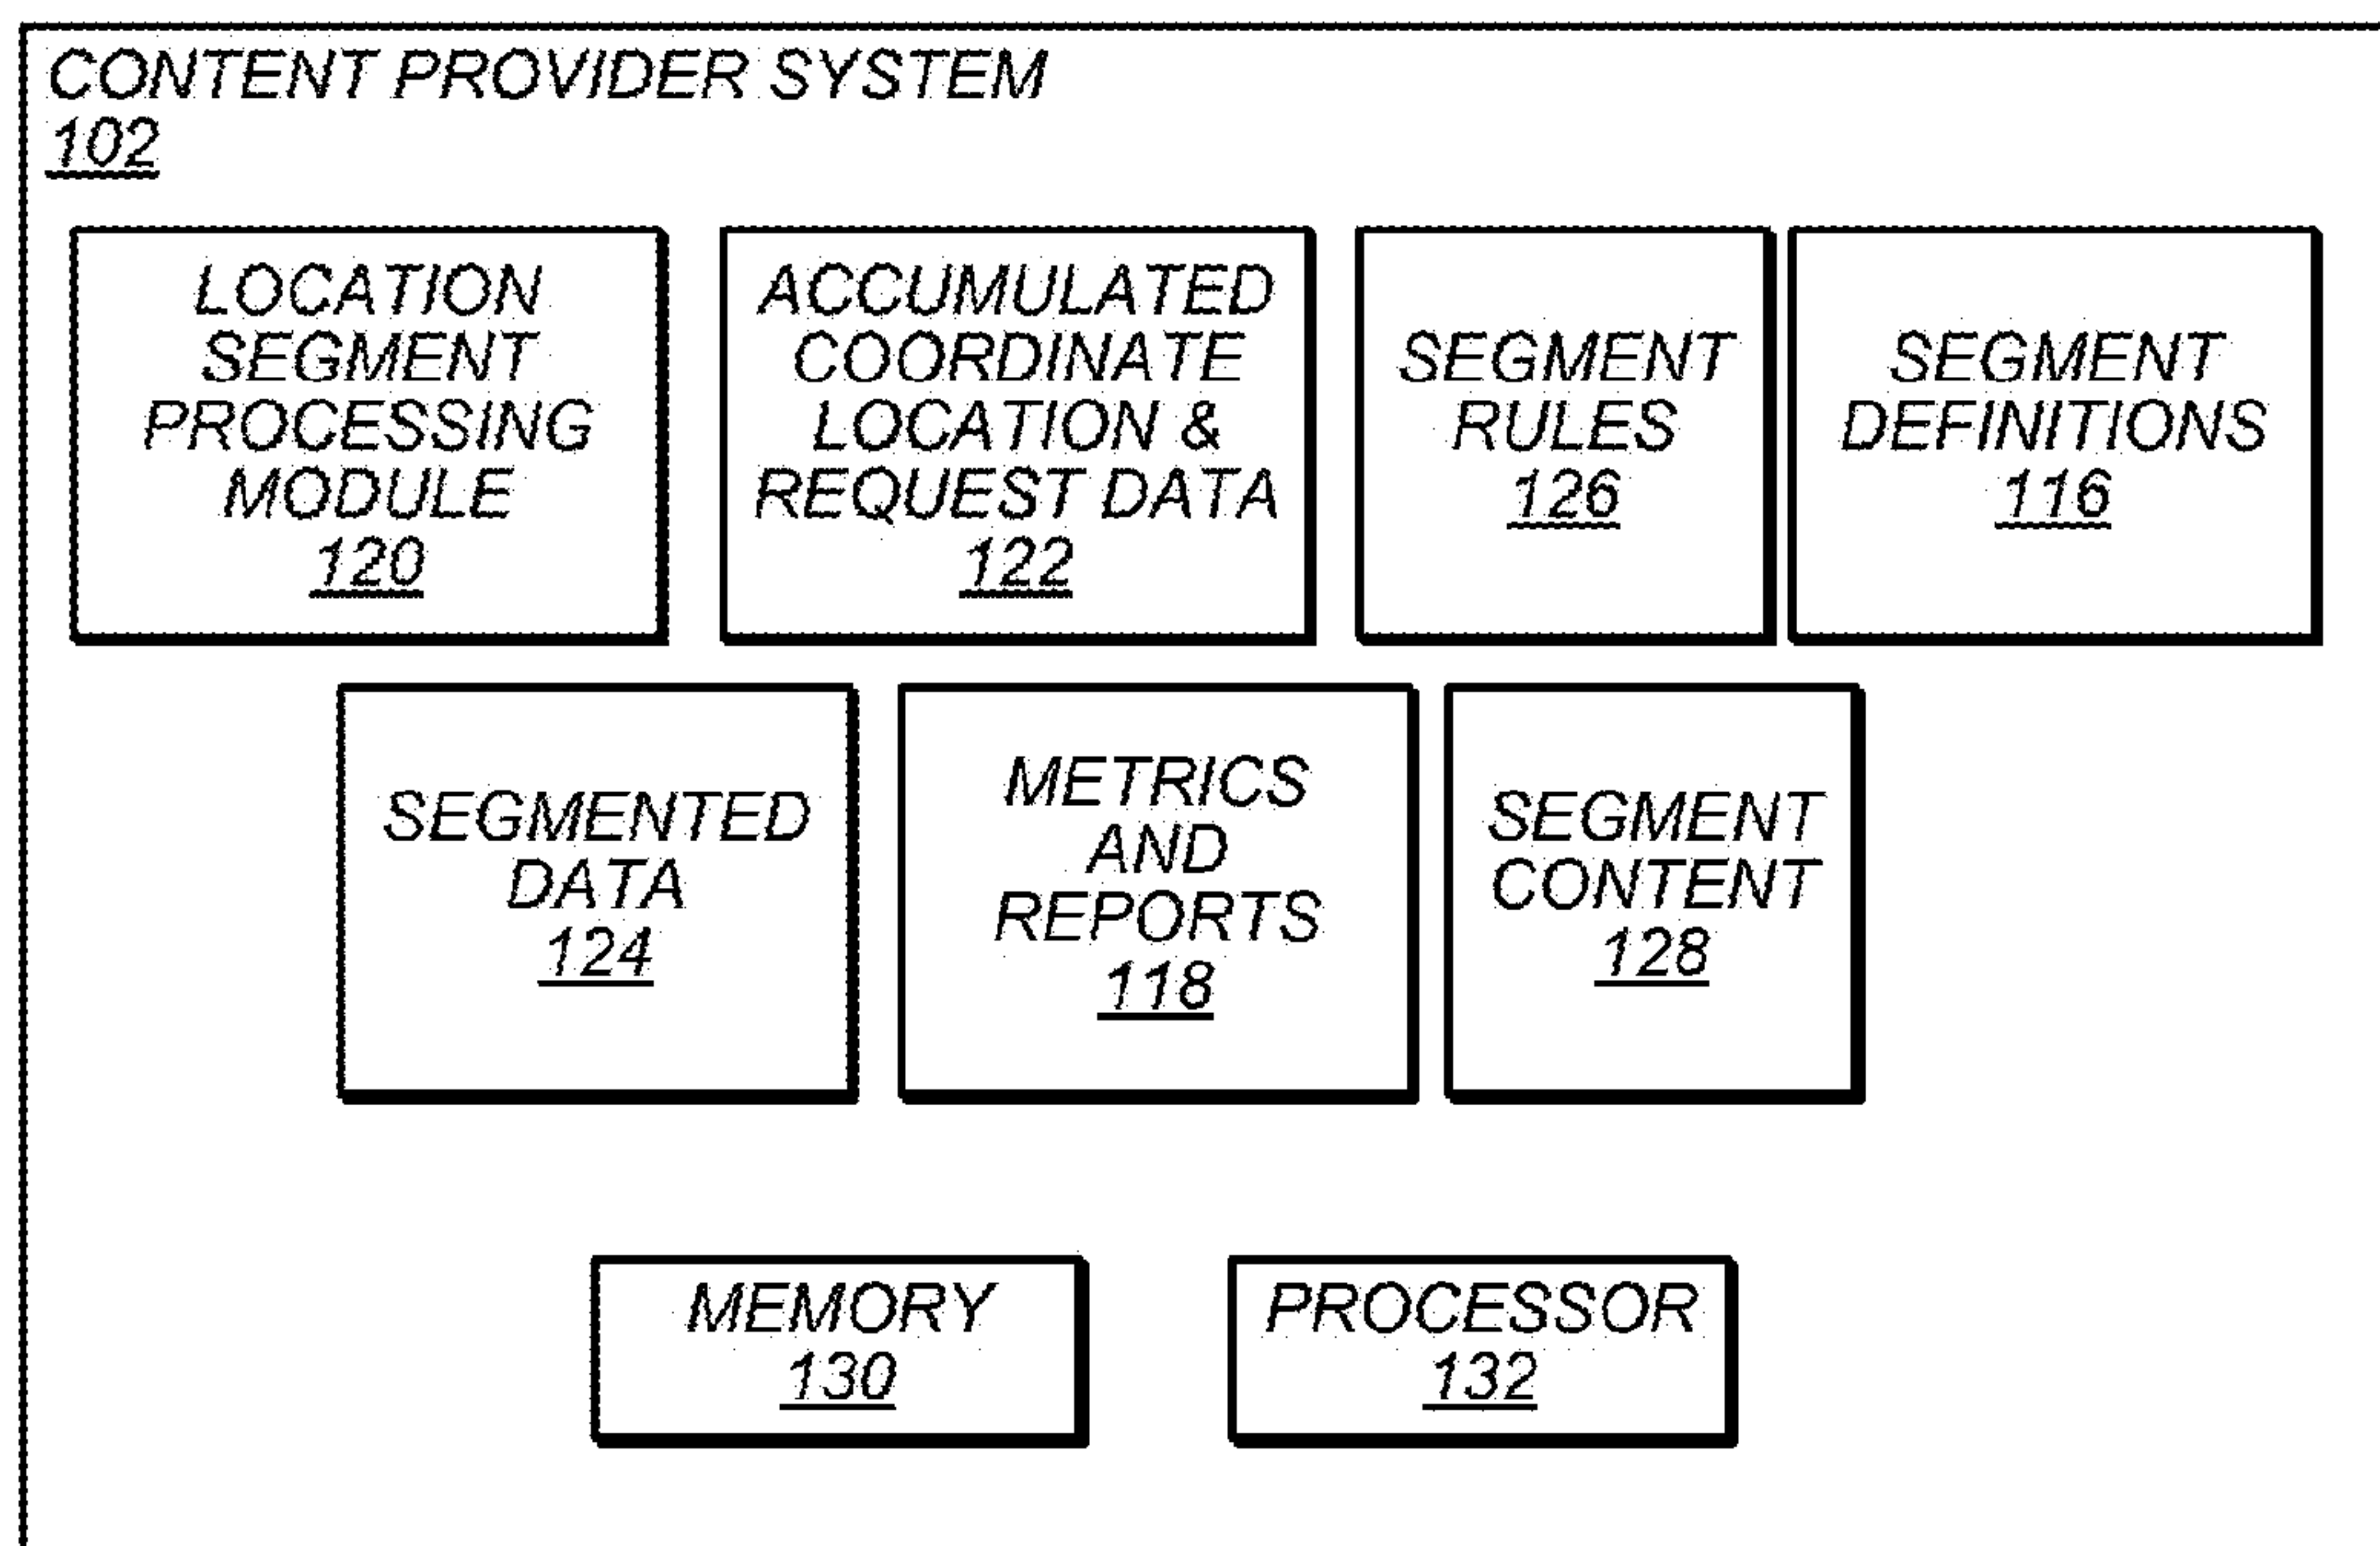 CONTENT PROVIDER SYSTEM
102
LOCATION
SEGMENT
PROCESSING
MODULE
120
ACCUMULATED
COORDINATE
LOCATION &
REQUEST DATA
122
SEGMENT
RULES
126
SEGMENT
DEFINITIONS
116
SEGMENTED
DATA
124
METRICS
AND
REPORTS
118
SEGMENT
CONTENT
128
MEMORY
130
PROCESSOR
132